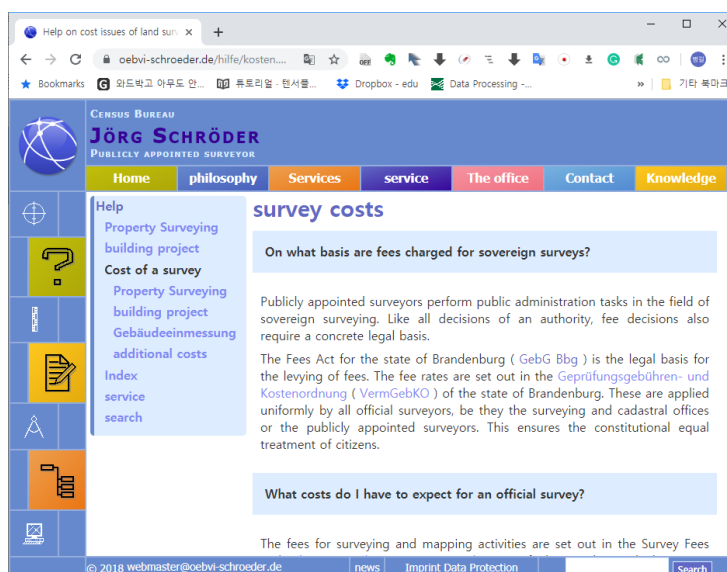 Help on cost issues of land surv
oebvi-schroeder.de/hilfe/kosten....
OFF
Bookmarks 와드박고 아무도 안... 튜토리얼 - 텐서플... Dropbox - edu Data Processing -... » 기타 북마크
CENSUS BUREAU
JÖRG SCHRÖDER
PUBLICLY APPOINTED SURVEYOR
Home philosophy Services service The office Contact Knowledge
Help
Property Surveying
building project
Cost of a survey
Property Surveying
building project
Gebäudeeinmessung
additional costs
Index
service
search
survey costs
On what basis are fees charged for sovereign surveys?
Publicly appointed surveyors perform public administration tasks in the field of
sovereign surveying. Like all decisions of an authority, fee decisions also
require a concrete legal basis.
The Fees Act for the state of Brandenburg ( GebG Bbg ) is the legal basis for
the levying of fees. The fee rates are set out in the Geprüfungsgebühren- und
Kostenordnung ( VermGebKO ) of the state of Brandenburg. These are applied
uniformly by all official surveyors, be they the surveying and cadastral offices
or the publicly appointed surveyors. This ensures the constitutional equal
treatment of citizens.
What costs do I have to expect for an official survey?
The fees for surveying and mapping activities are set out in the Survey Fees
© 2018 webmaster@oebvi-schroeder.de news Imprint Data Protection Search